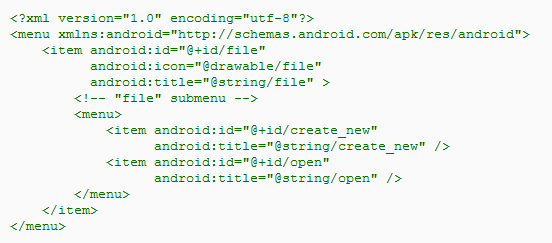 <?xml version="1.0" encoding="utf-8"?>
<menu xmlns:android="http://schemas.android.com/apk/res/android">
    <item android:id="@+id/file"
          android:icon="@drawable/file"
          android:title="@string/file" >
        <!-- "file" submenu -->
        <menu>
            <item android:id="@+id/create_new"
                  android:title="@string/create_new" />
            <item android:id="@+id/open"
                  android:title="@string/open" />
        </menu>
    </item>
</menu>